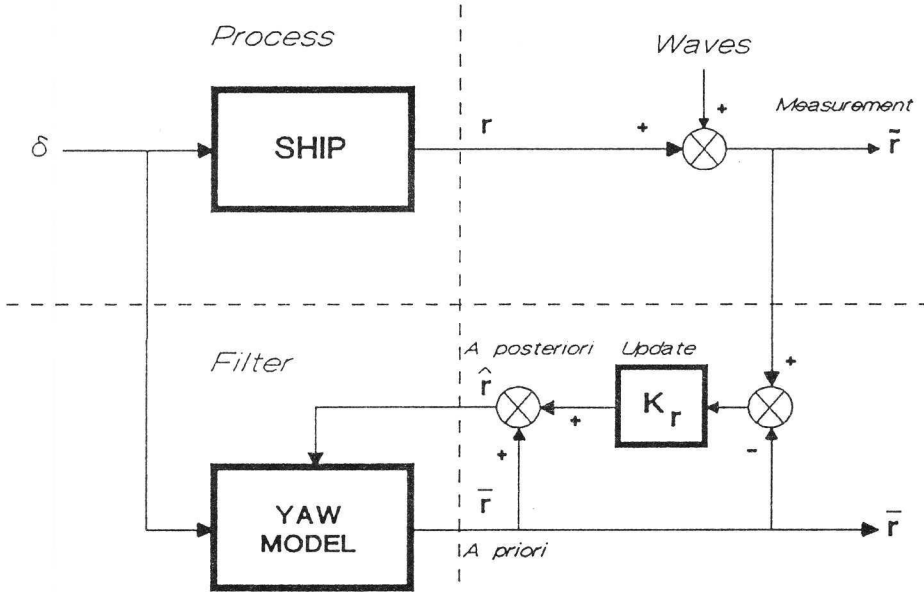 Process
Waves
Measurement
δ
SHIP
r
+
+
r̃
Filter
A posteriori
Update
r̂
+
K_r
+
+
-
YAW
MODEL
r̄
A priori
r̄